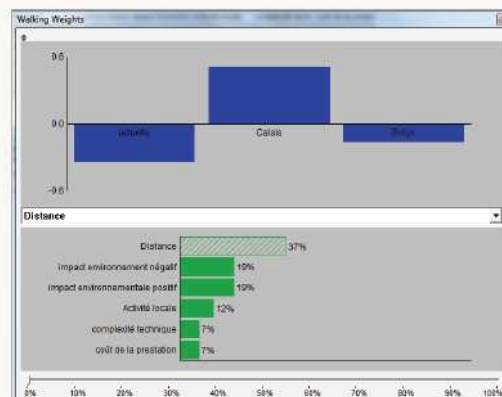 Walking Weights
0.6
0.0
actuelle Calais
-0.6
Distance
Distance 37%
impact environnement négatif 19%
impact environnementale positif 19%
Activité locale 12%
complexité technique 7%
coût de la prestation 7%
0% 10% 20% 30% 40% 50% 60% 70% 80% 90% 100%